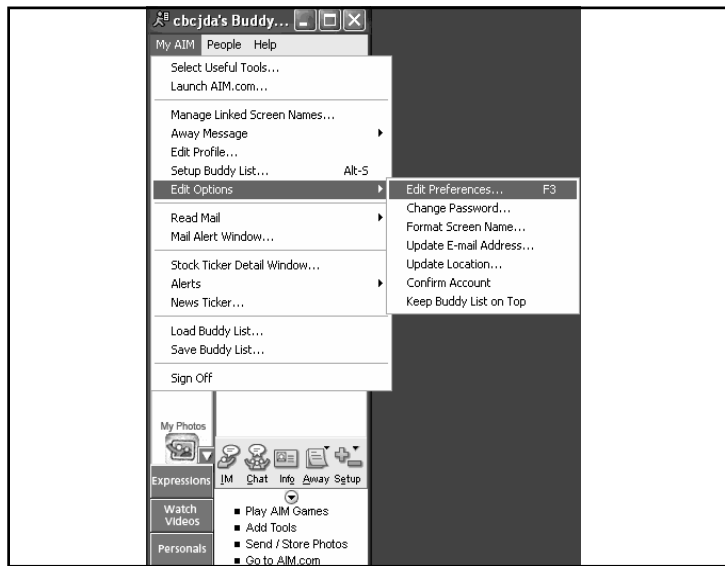 cbcjda's Buddy...
My AIM People Help
Select Useful Tools...
Launch AIM.com...
Manage Linked Screen Names...
Away Message
Edit Profile...
Setup Buddy List... Alt-S
Edit Options
Edit Preferences... F3
Change Password...
Format Screen Name...
Update E-mail Address...
Update Location...
Confirm Account
Keep Buddy List on Top
Read Mail
Mail Alert Window...
Stock Ticker Detail Window...
Alerts
News Ticker...
Load Buddy List...
Save Buddy List...
Sign Off
My Photos
Expressions
IM Chat Info Away Setup
Watch
Videos
Personals
Play AIM Games
Add Tools
Send / Store Photos
Go to AIM.com